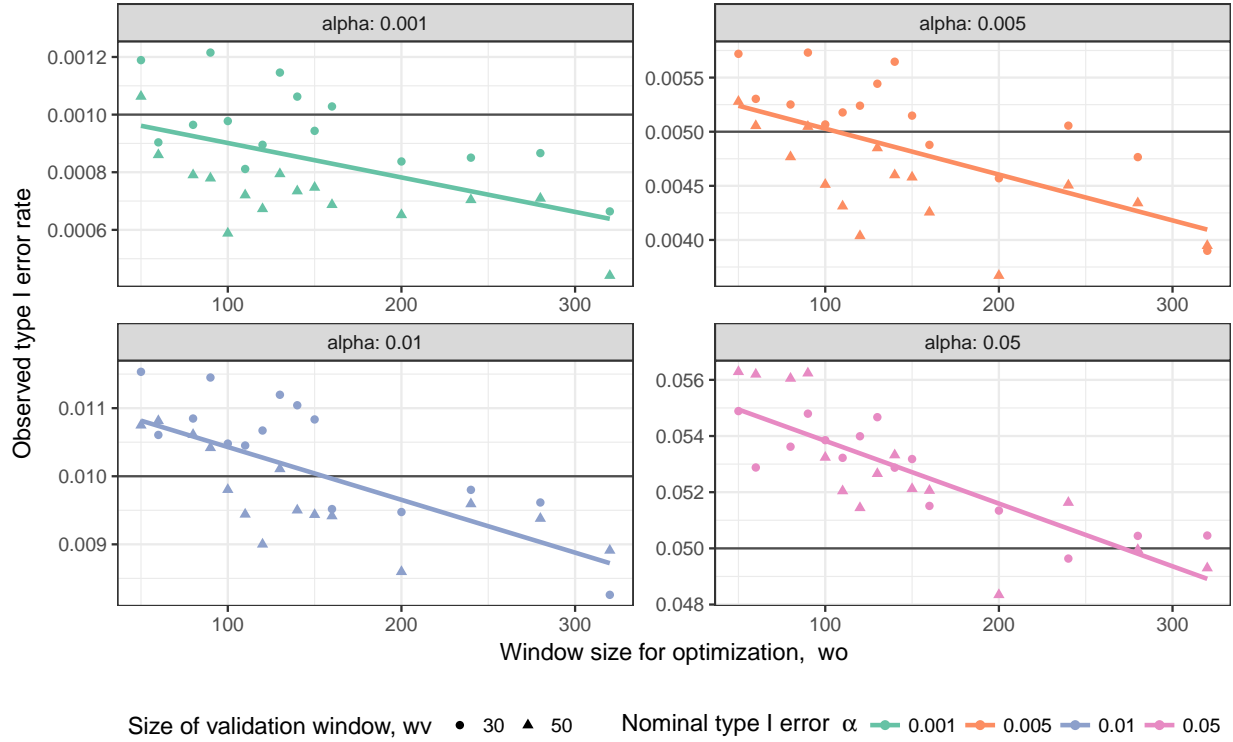 alpha: 0.001
alpha: 0.005
0.0012
0.0010
0.0008
0.0006
0.0055
0.0050
0.0045
0.0040
100 200 300
100 200 300
alpha: 0.01
alpha: 0.05
0.011
0.010
0.009
0.056
0.054
0.052
0.050
0.048
100 200 300
100 200 300
Observed type I error rate
Window size for optimization, wo
Size of validation window, wv 30 50 Nominal type I error α 0.001 0.005 0.01 0.05